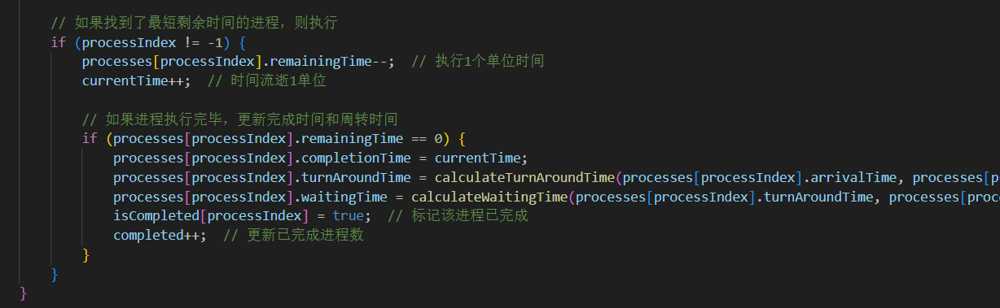 // 如果找到了最短剩余时间的进程，则执行
if (processIndex != -1) {
processes[processIndex].remainingTime--;  // 执行1个单位时间
currentTime++;  // 时间流逝1单位
// 如果进程执行完毕，更新完成时间和周转时间
if (processes[processIndex].remainingTime == 0) {
processes[processIndex].completionTime = currentTime;
processes[processIndex].turnAroundTime = calculateTurnAroundTime(processes[processIndex].arrivalTime, processes[p
processes[processIndex].waitingTime = calculateWaitingTime(processes[processIndex].turnAroundTime, processes[proc
isCompleted[processIndex] = true;  // 标记该进程已完成
completed++;  // 更新已完成进程数
}
}
}